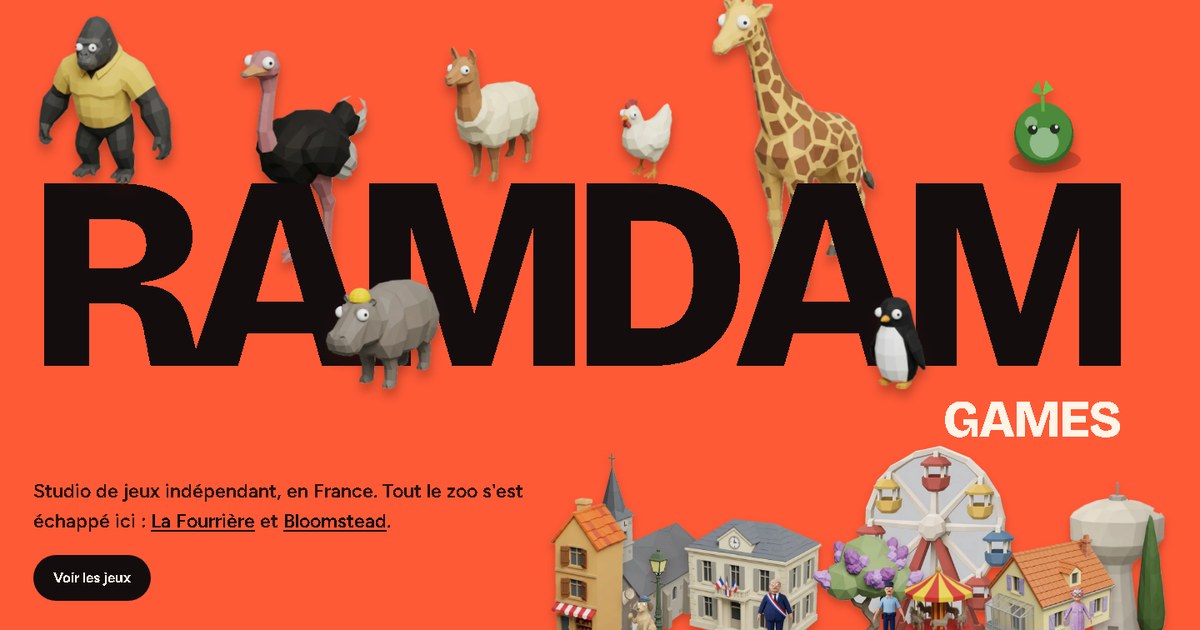 RAMDAM
GAMES
Studio de jeux indépendant, en France. Tout le zoo s'est
échappé ici : La Fourrière et Bloomstead.
Voir les jeux